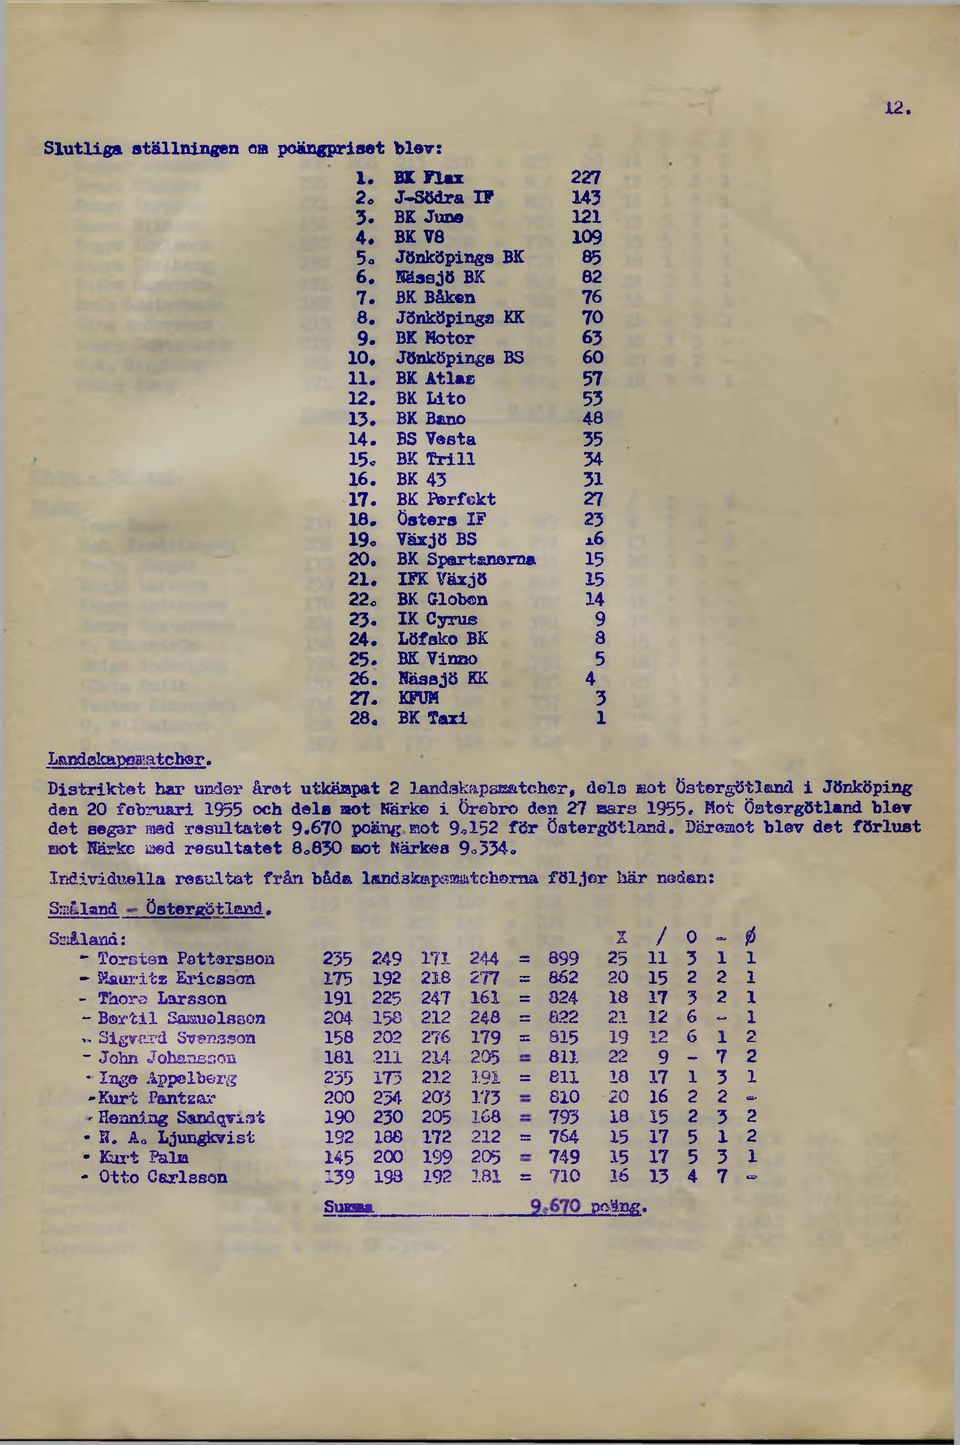 12.
Slutliga ställningen om poängpriset blev:
1. BK Flax 227
2. J-Södra IF 143
3. BK June 121
4. BK V8 109
5. Jönköpings BK 85
6. Nässjö BK 82
7. BK Båken 76
8. Jönköpings KK 70
9. BK Motor 63
10. Jönköpings BS 60
11. BK Atlas 57
12. BK Lito 53
13. BK Bano 48
14. BS Vesta 35
15. BK Trill 34
16. BK 43 31
17. BK Perfekt 27
18. Östers IF 23
19. Växjö BS 16
20. BK Spartanerna 15
21. IFK Växjö 15
22. BK Globen 14
23. IK Cyrus 9
24. Löfsko BK 8
25. BK Vinno 5
26. Nässjö KK 4
27. KFUM 3
28. BK Taxi 1
Landskapsmatcher.
Distriktet har under året utkämpat 2 landskapsmatcher, dels mot Östergötland i Jönköping
den 20 februari 1955 och dels mot Närke i Örebro den 27 mars 1955. Mot Östergötland blev
det seger med resultatet 9.670 poäng mot 9.152 för Östergötland. Däremot blev det förlust
mot Närke med resultatet 8.830 mot Närkes 9.334.
Individuella resultat från båda landskapsmatcherna följer här nedan:
Småland - Östergötland.
Småland: X / 0 - Ø
- Torsten Pettersson 235 249 171 244 = 899 25 11 3 1 1
- Mauritz Ericsson 175 192 218 277 = 862 20 15 2 2 1
- Thore Larsson 191 225 247 161 = 824 18 17 3 2 1
- Bertil Samuelsson 204 158 212 248 = 822 21 12 6 - 1
- Sigvard Svensson 158 202 276 179 = 815 19 12 6 1 2
- John Johansson 181 211 214 205 = 811 22 9 - 7 2
- Inge Appelberg 235 173 212 191 = 811 18 17 1 3 1
- Kurt Pantzar 200 234 203 173 = 810 20 16 2 2 -
- Henning Sandqvist 190 230 205 168 = 793 18 15 2 3 2
- N. A. Ljungkvist 192 188 172 212 = 764 15 17 5 1 2
- Kurt Palm 145 200 199 205 = 749 15 17 5 3 1
- Otto Carlsson 139 198 192 181 = 710 16 13 4 7 -
Summa 9.670 poäng.